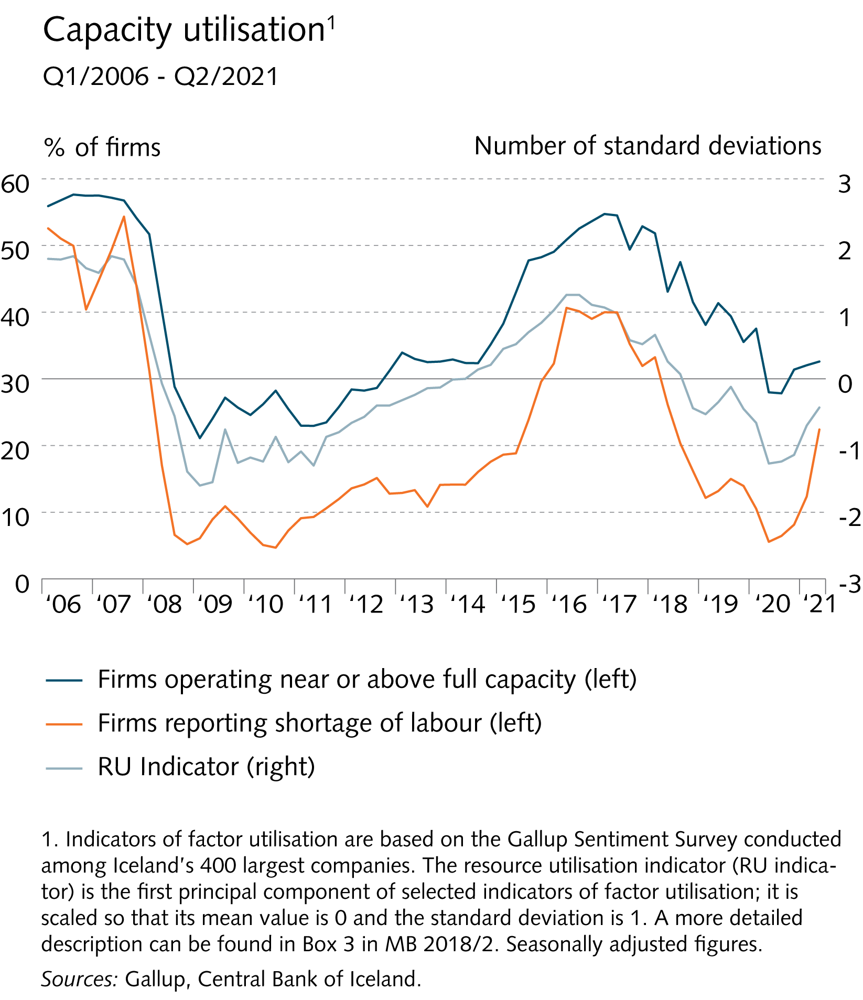 Capacity utilisation¹
Q1/2006 - Q2/2021
% of firms
Number of standard deviations
60
50
40
30
20
10
0
3
2
1
0
-1
-2
-3
‘06 ‘07 ‘08 ‘09 ‘10 ‘11 ‘12 ‘13 ‘14 ‘15 ‘16 ‘17 ‘18 ‘19 ‘20 ‘21
Firms operating near or above full capacity (left)
Firms reporting shortage of labour (left)
RU Indicator (right)
1. Indicators of factor utilisation are based on the Gallup Sentiment Survey conducted
among Iceland's 400 largest companies. The resource utilisation indicator (RU indica-
tor) is the first principal component of selected indicators of factor utilisation; it is
scaled so that its mean value is 0 and the standard deviation is 1. A more detailed
description can be found in Box 3 in MB 2018/2. Seasonally adjusted figures.
Sources: Gallup, Central Bank of Iceland.